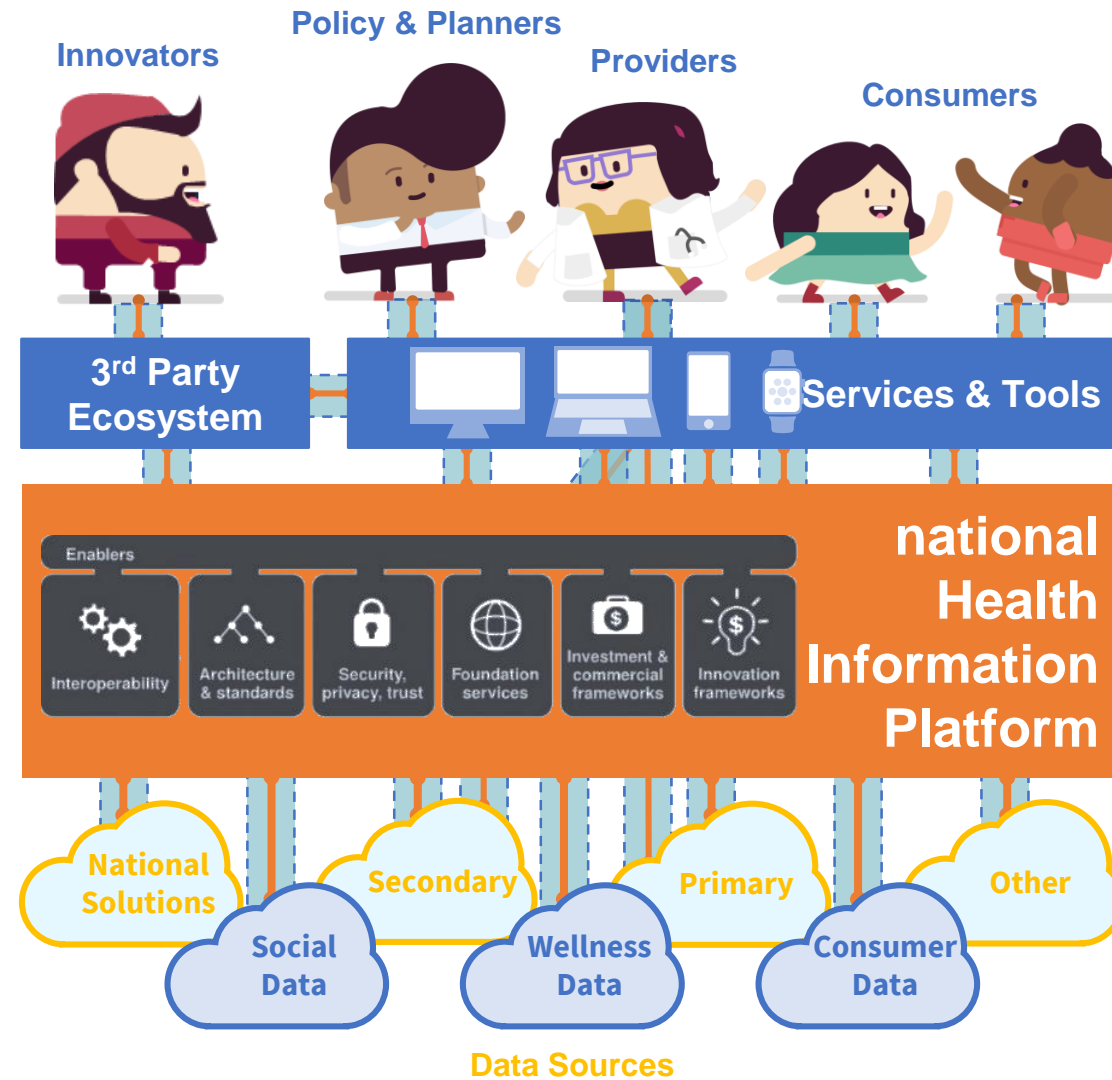 Policy & Planners
Innovators
Providers
Consumers
3rd Party
Ecosystem
Services & Tools
national
Health
Information
Platform
Enablers
Interoperability
Architecture
& standards
Security,
privacy, trust
Foundation
services
Investment &
commercial
frameworks
Innovation
frameworks
National
Solutions
Secondary
Primary
Other
Social
Data
Wellness
Data
Consumer
Data
Data Sources